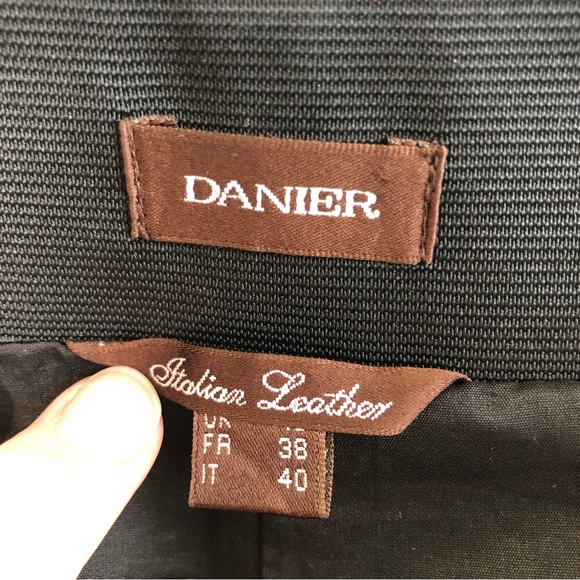 DANIER
Italian Leather
FR 38
IT 40